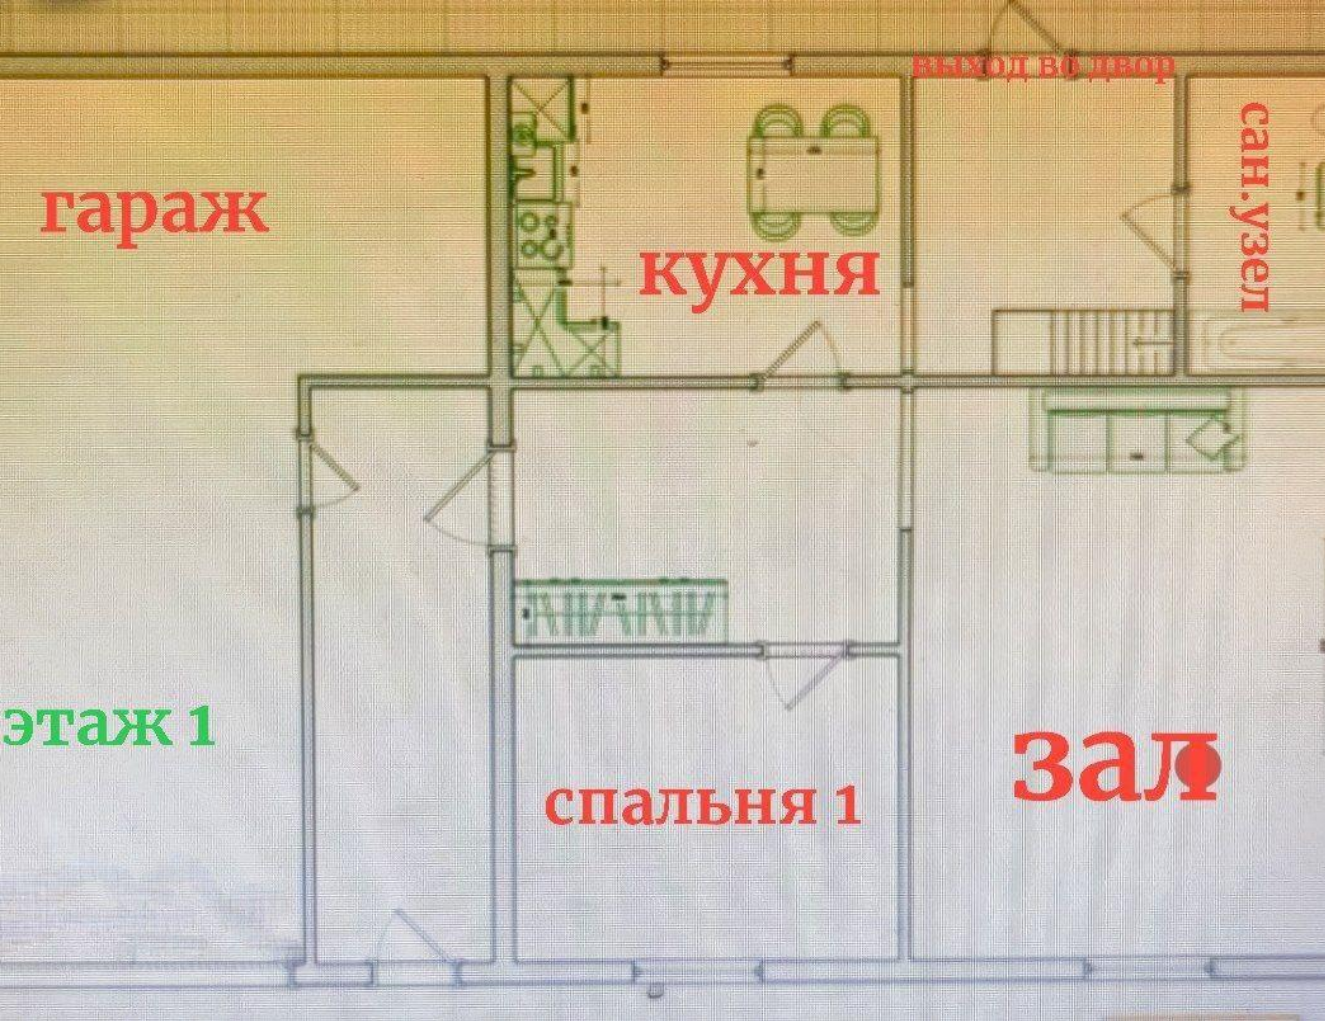 выход во двор
гараж
кухня
сан.узел
этаж 1
спальня 1
зал